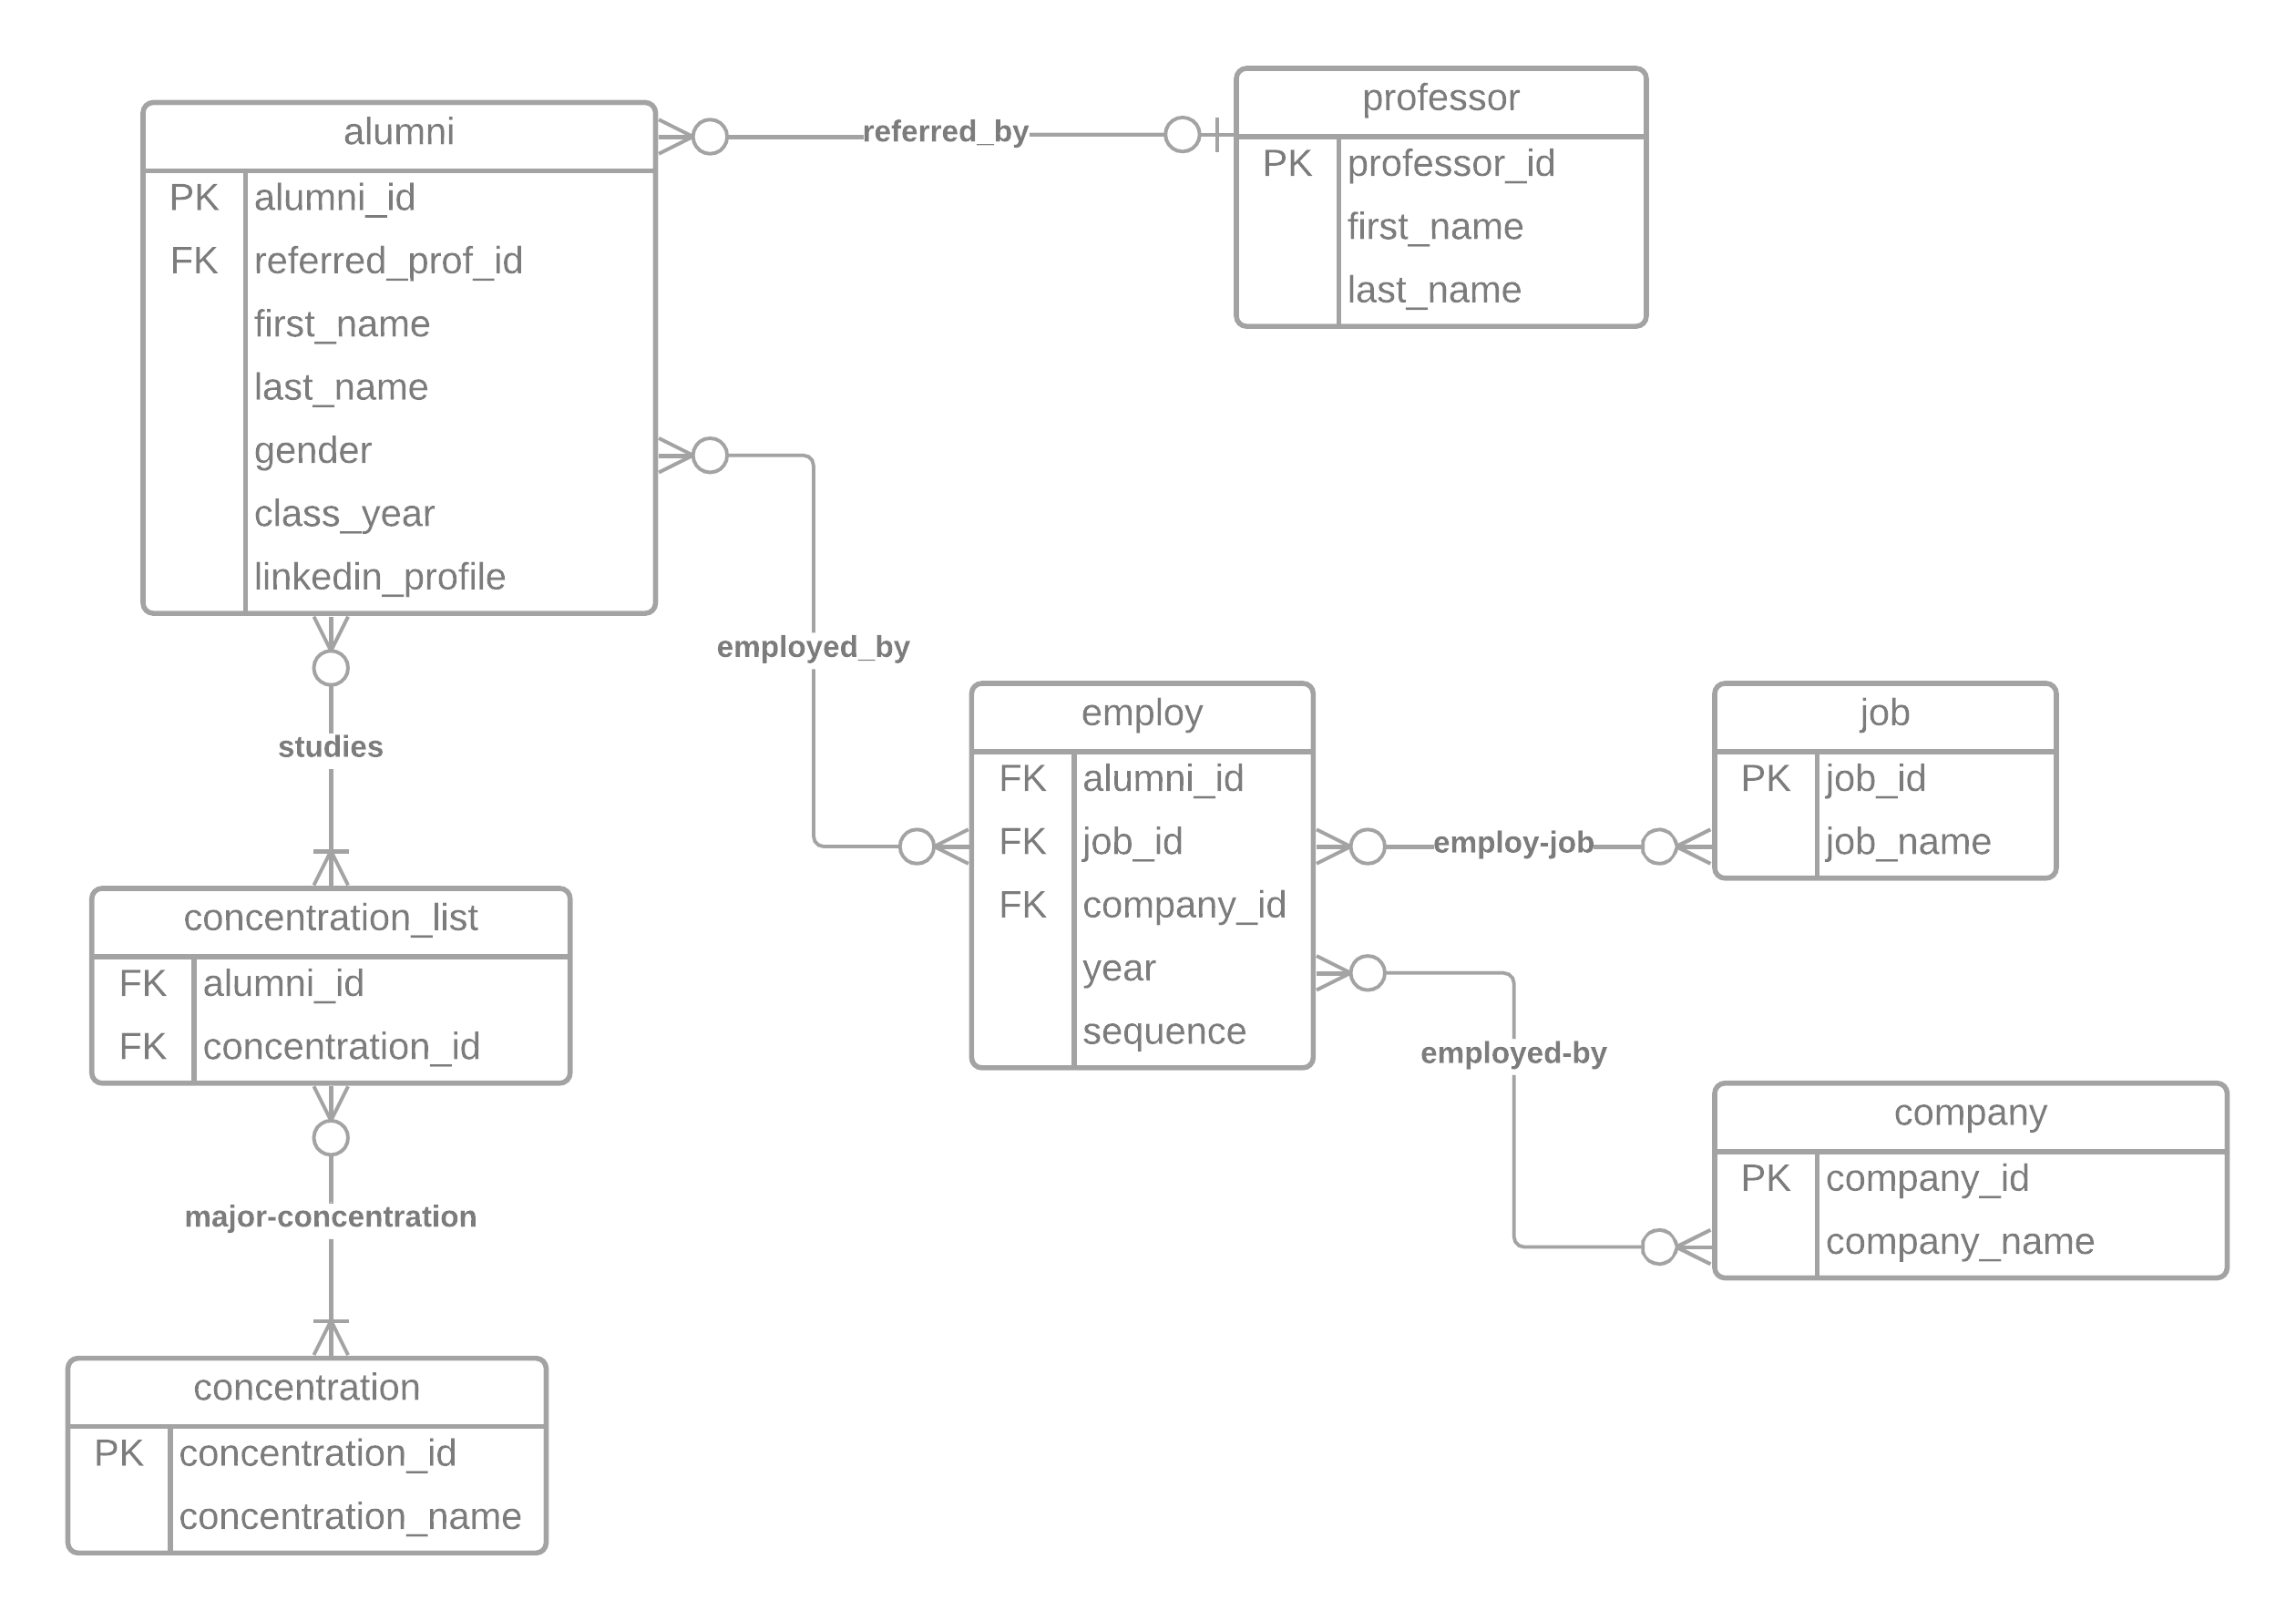 alumni
PK alumni_id
FK referred_prof_id
first_name
last_name
gender
class_year
linkedin_profile
referred_by
professor
PK professor_id
first_name
last_name
employed_by
studies
employ
FK alumni_id
FK job_id
FK company_id
year
sequence
employ-job
job
PK job_id
job_name
concentration_list
FK alumni_id
FK concentration_id
employed-by
company
PK company_id
company_name
major-concentration
concentration
PK concentration_id
concentration_name